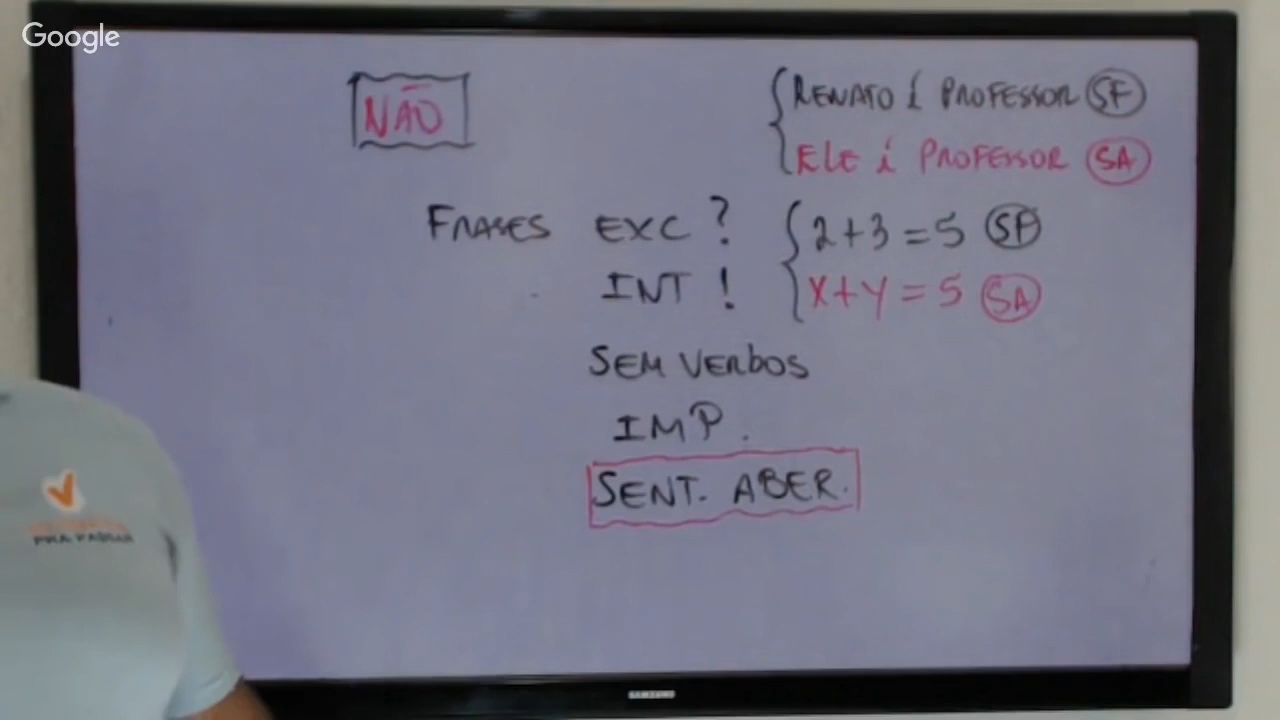 Google
NÃO
RENATO É PROFESSOR SF
ELE É PROFESSOR SA
FRASES EXC ?
INT !
2+3=5 SF
X+Y=5 SA
SEM VERBOS
IMP.
SENT. ABER.
SAMSUNG